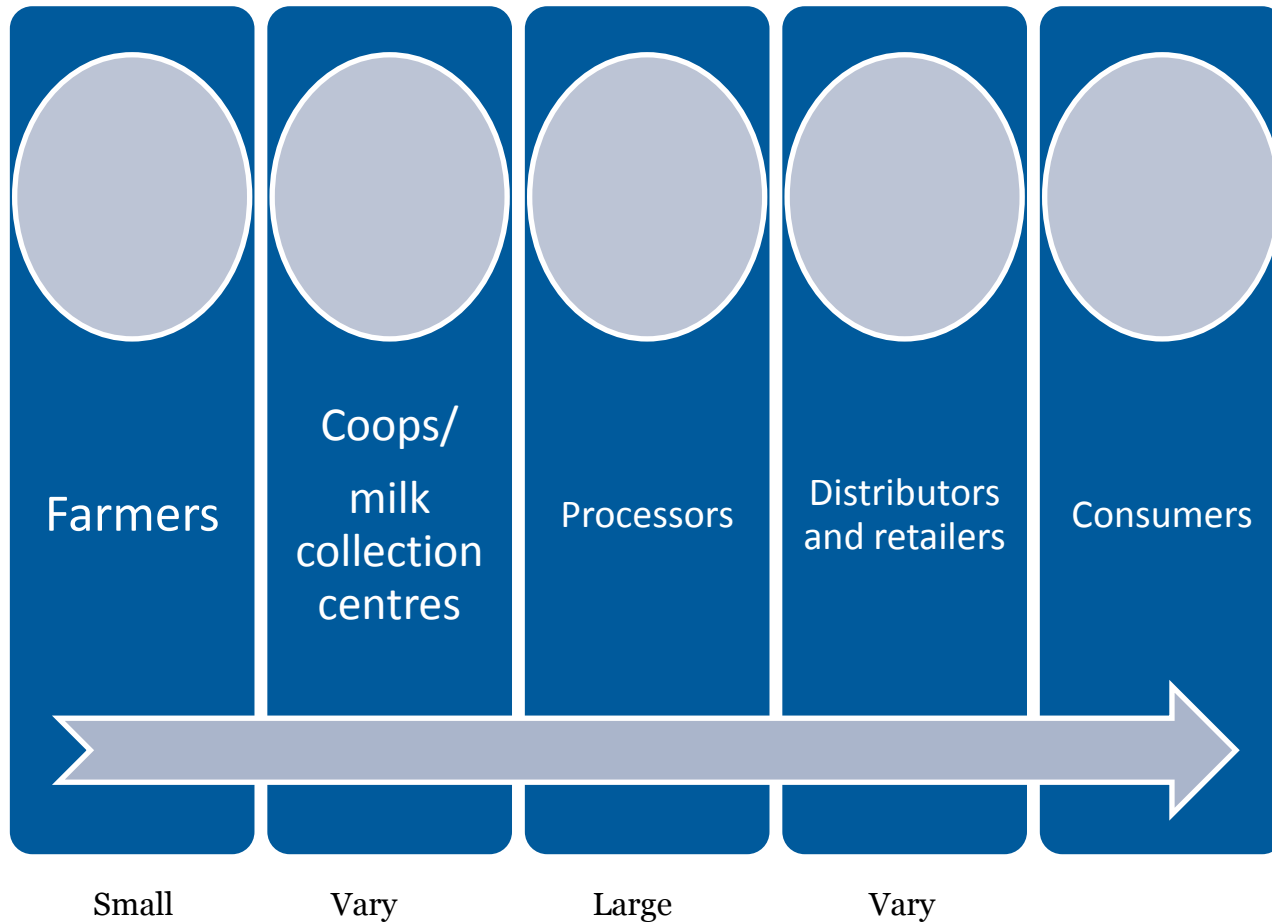 Farmers
Coops/
milk
collection
centres
Processors
Distributors
and retailers
Consumers
Small
Vary
Large
Vary